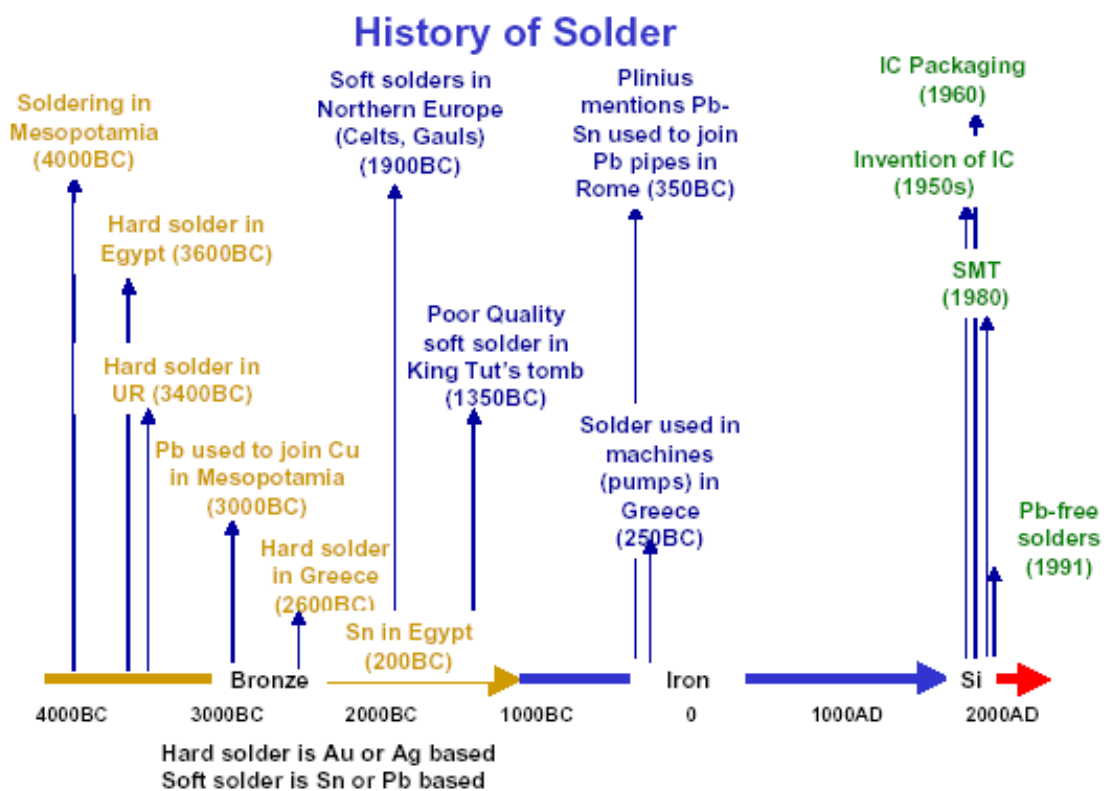 History of Solder
Soldering in
Mesopotamia
(4000BC)
Hard solder in
Egypt (3600BC)
Hard solder in
UR (3400BC)
Pb used to join Cu
in Mesopotamia
(3000BC)
Hard solder
in Greece
(2600BC)
Soft solders in
Northern Europe
(Celts, Gauls)
(1900BC)
Sn in Egypt
(200BC)
Poor Quality
soft solder in
King Tut's tomb
(1350BC)
Plinius
mentions Pb-
Sn used to join
Pb pipes in
Rome (350BC)
Solder used in
machines
(pumps) in
Greece
(250BC)
IC Packaging
(1960)
Invention of IC
(1950s)
SMT
(1980)
Pb-free
solders
(1991)
Bronze
Iron
Si
4000BC
3000BC
2000BC
1000BC
0
1000AD
2000AD
Hard solder is Au or Ag based
Soft solder is Sn or Pb based